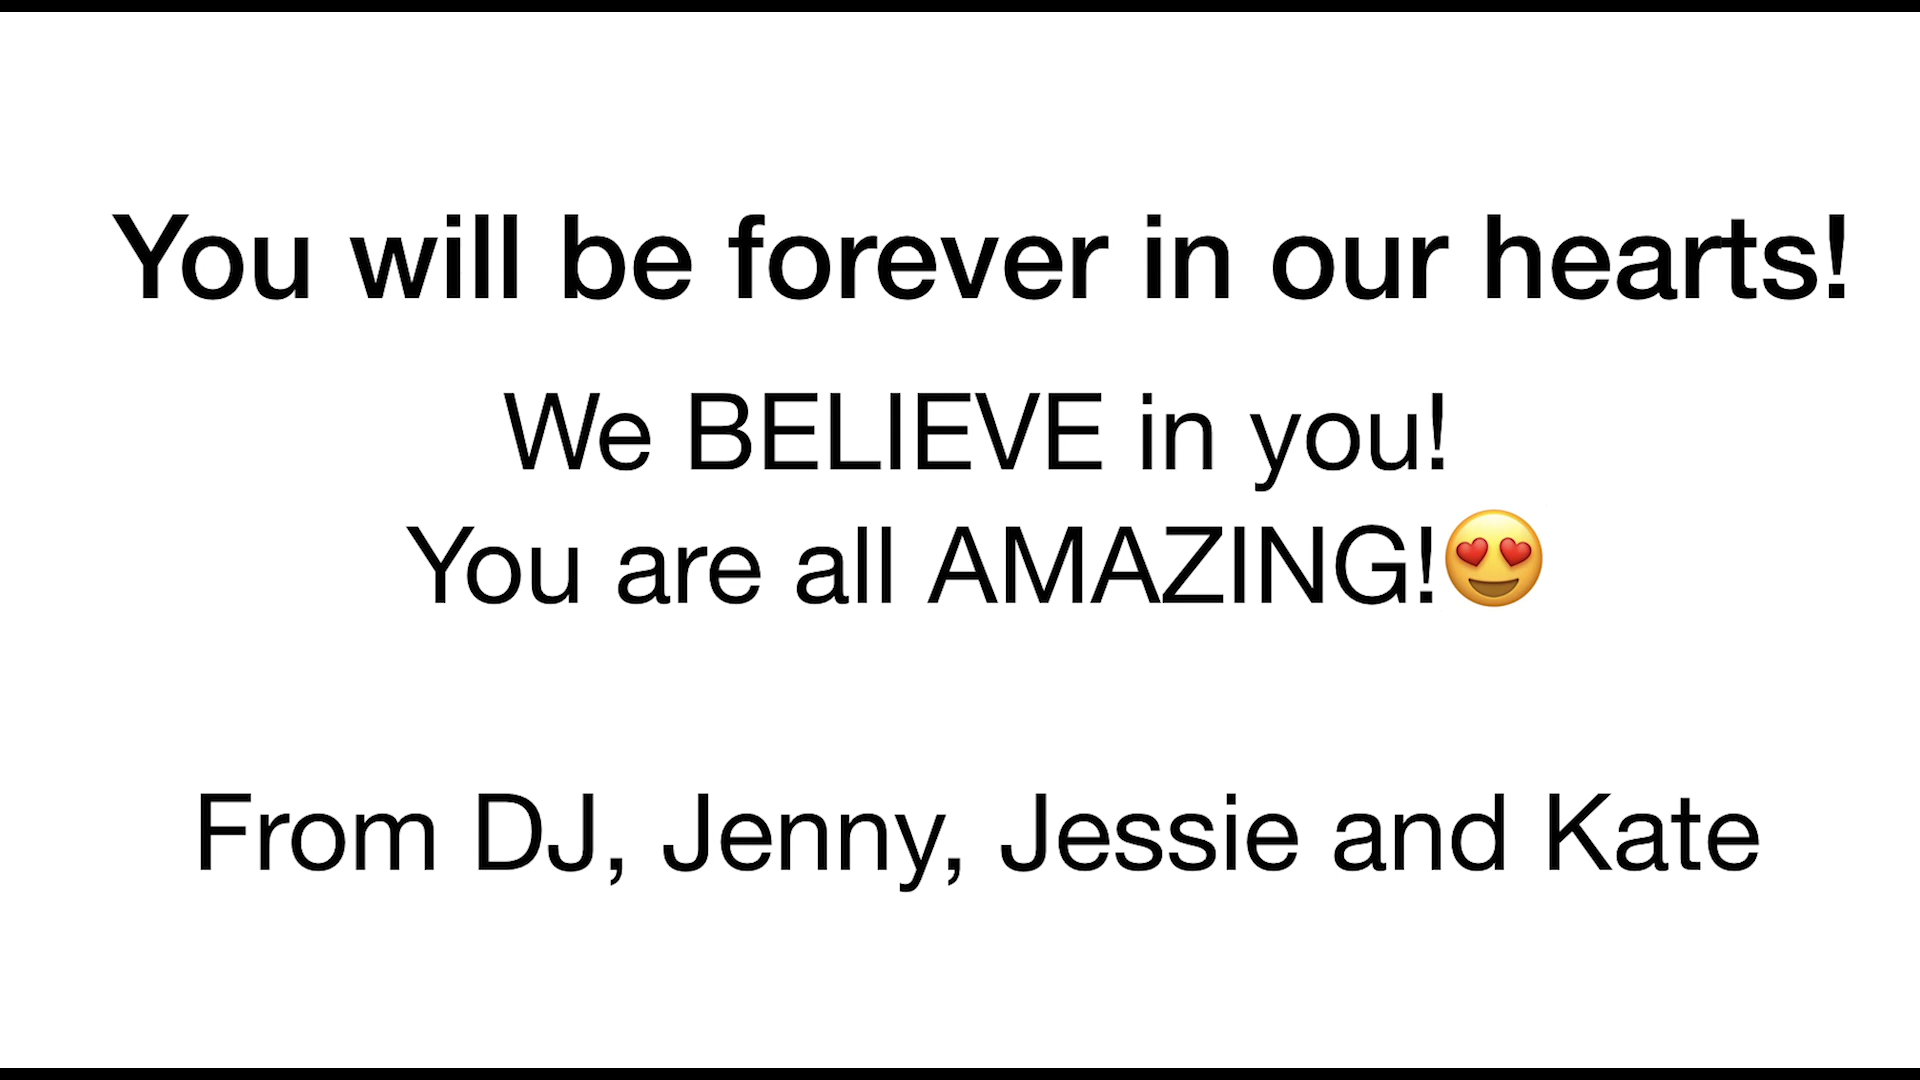 You will be forever in our hearts!
We BELIEVE in you!
You are all AMAZING!😍
From DJ, Jenny, Jessie and Kate